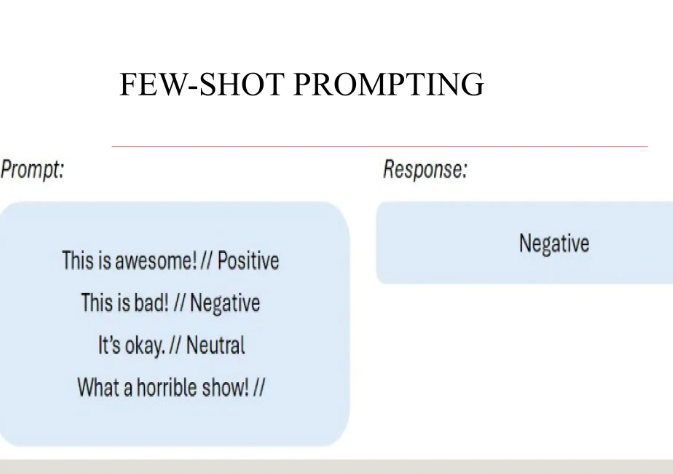 FEW-SHOT PROMPTING
Prompt:
This is awesome! // Positive
This is bad! // Negative
It's okay. // Neutral
What a horrible show! //
Response:
Negative